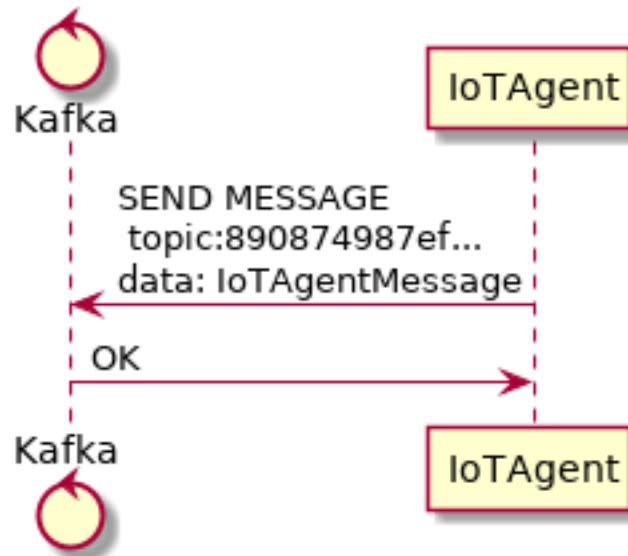 Kafka
IoTAgent
SEND MESSAGE
topic:890874987ef...
data: IoTAgentMessage
OK
Kafka
IoTAgent